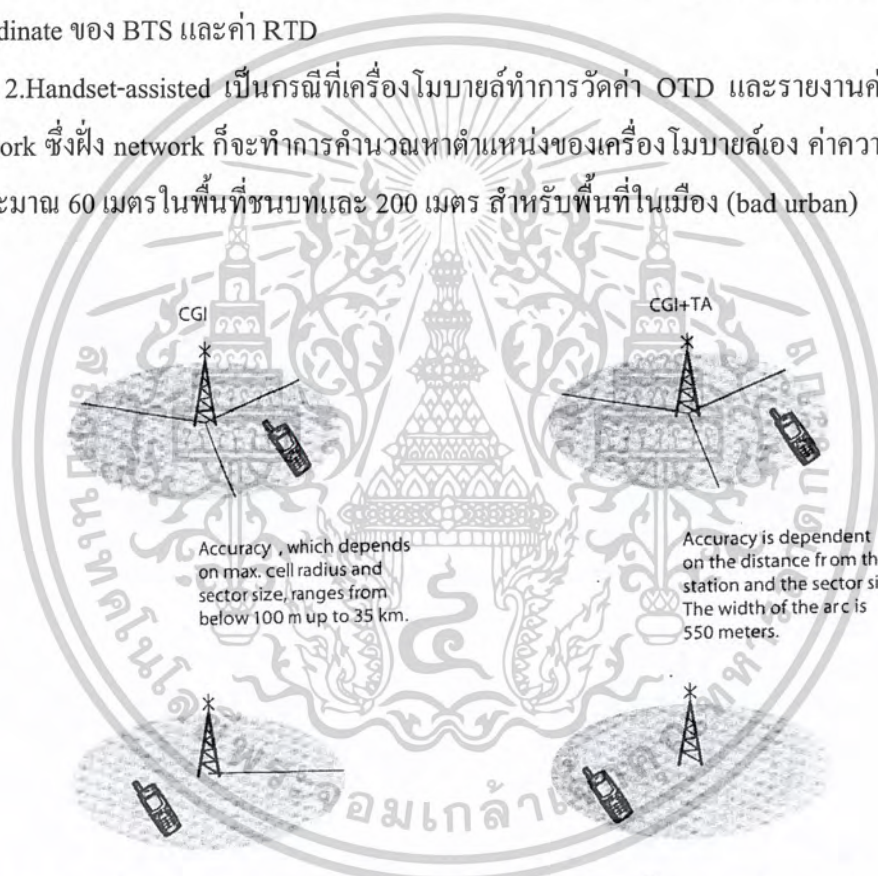 dinate ของ BTS และค่า RTD
2.Handset-assisted เป็นกรณีที่เครื่องโมบายล์ทำการวัดค่า OTD และรายงานค่
ork ซึ่งฝั่ง network ก็จะทำการคำนวณหาตำแหน่งของเครื่องโมบายล์เอง ค่าควา
ะมาณ 60 เมตรในพื้นที่ชนบทและ 200 เมตร สำหรับพื้นที่ในเมือง (bad urban)
CGI
CGI+TA
Accuracy , which depends
on max. cell radius and
sector size, ranges from
below 100 m up to 35 km.
Accuracy is dependent
on the distance from th
station and the sector si
The width of the arc is
550 meters.